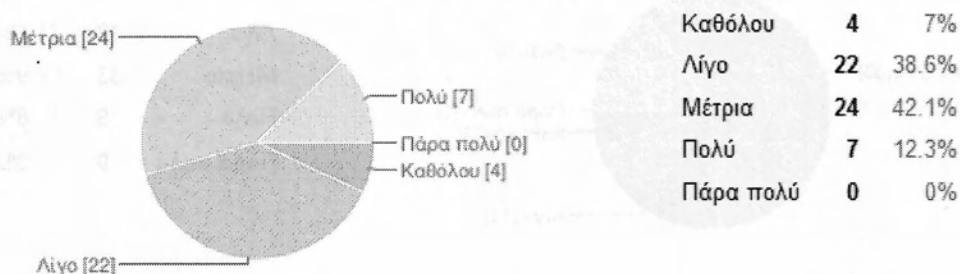 Μέτρια [24]
Πολύ [7]
Πάρα πολύ [0]
Καθόλου [4]
Λίγο [22]
Καθόλου 4 7%
Λίγο 22 38.6%
Μέτρια 24 42.1%
Πολύ 7 12.3%
Πάρα πολύ 0 0%